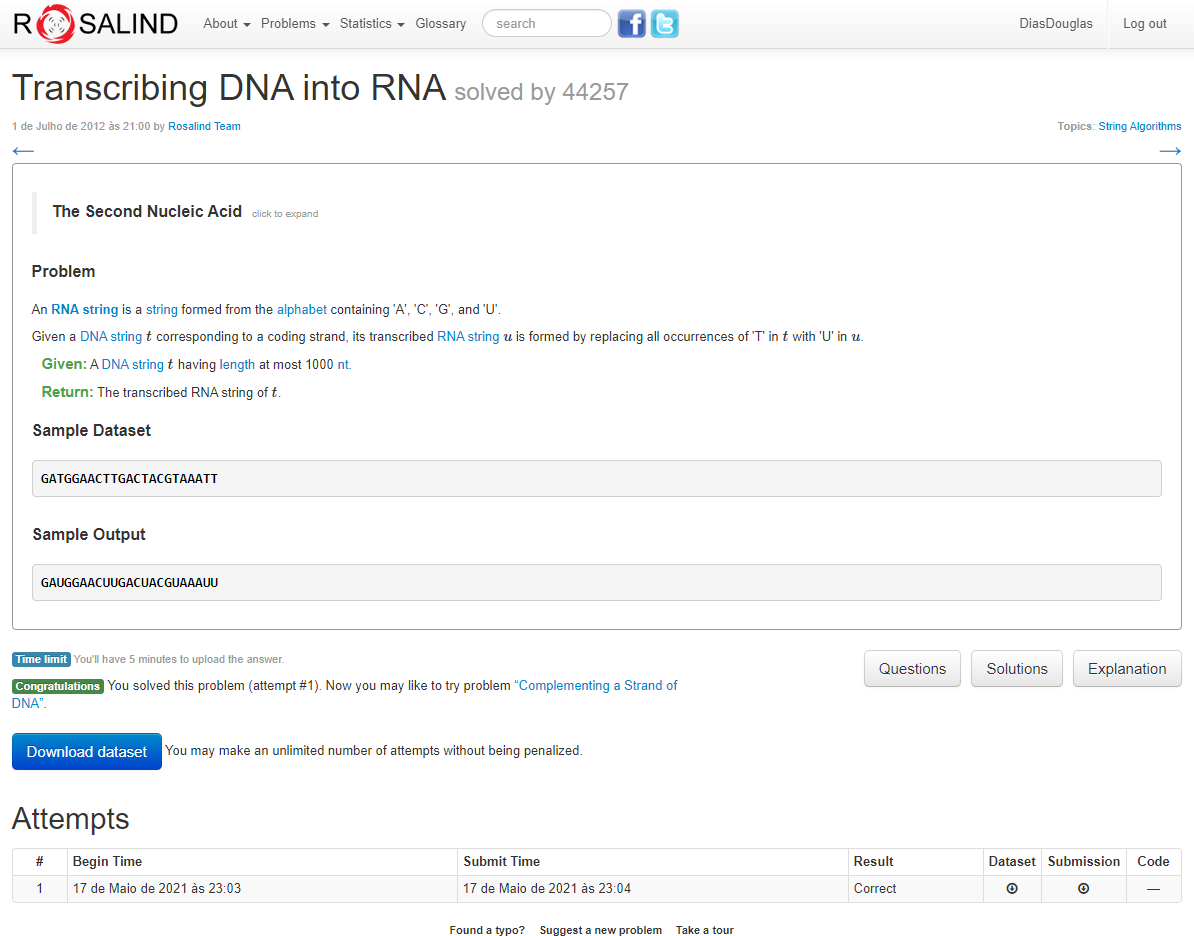 ROSALIND About Problems Statistics Glossary search DiasDouglas Log out
Transcribing DNA into RNA solved by 44257
1 de Julho de 2012 às 21:00 by Rosalind Team Topics: String Algorithms
← →
The Second Nucleic Acid click to expand
Problem
An RNA string is a string formed from the alphabet containing 'A', 'C', 'G', and 'U'.
Given a DNA string t corresponding to a coding strand, its transcribed RNA string u is formed by replacing all occurrences of 'T' in t with 'U' in u.
Given: A DNA string t having length at most 1000 nt.
Return: The transcribed RNA string of t.
Sample Dataset
GATGGAACTTGACTACGTAAATT
Sample Output
GAUGGAACUUGACUACGUAAAUU
Time limit You'll have 5 minutes to upload the answer.
Questions Solutions Explanation
Congratulations You solved this problem (attempt #1). Now you may like to try problem “Complementing a Strand of
DNA”.
Download dataset You may make an unlimited number of attempts without being penalized.
Attempts
# Begin Time Submit Time Result Dataset Submission Code
1 17 de Maio de 2021 às 23:03 17 de Maio de 2021 às 23:04 Correct —
Found a typo? Suggest a new problem Take a tour